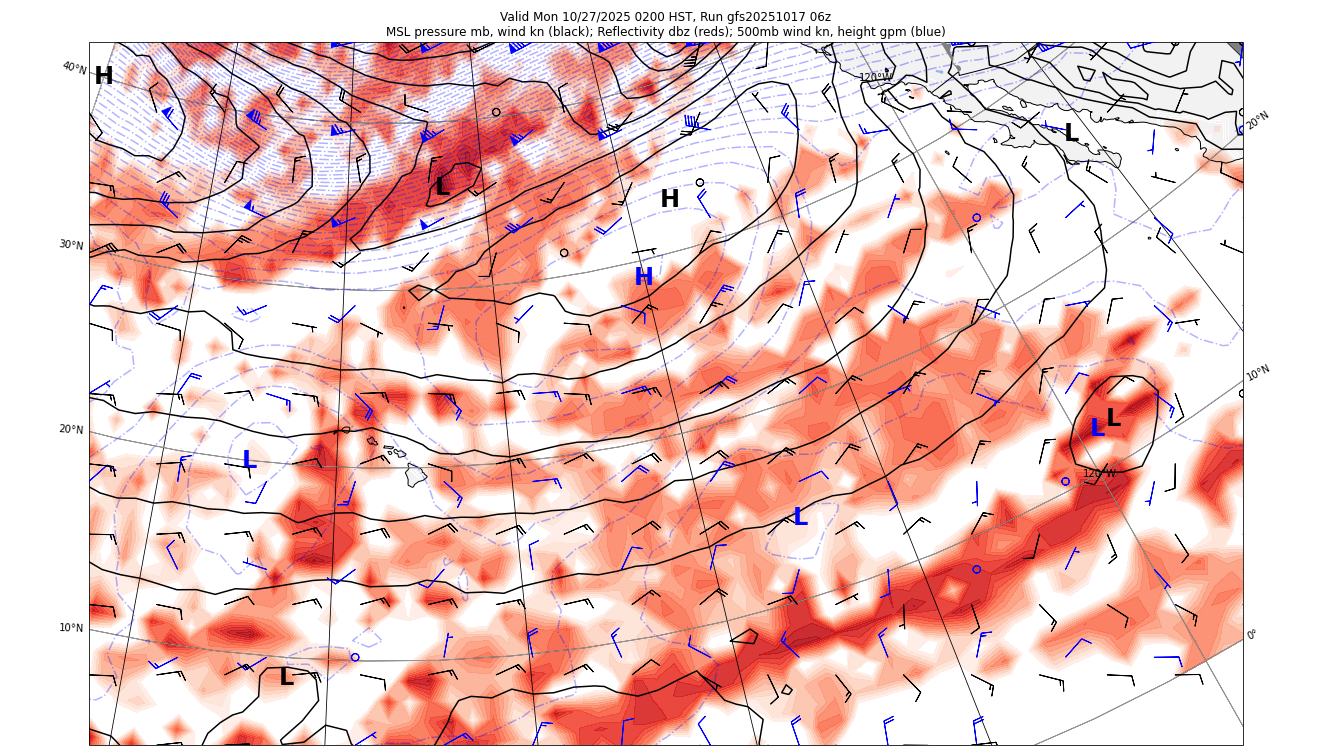 Valid Mon 10/27/2025 0200 HST, Run gfs20251017 06z
MSL pressure mb, wind kn (black); Reflectivity dbz (reds); 500mb wind kn, height gpm (blue)
40°N
H
120°W
20°N
L
L
H
30°N
H
10°N
20°N
L
L
L
120°W
L
10°N
0°
L